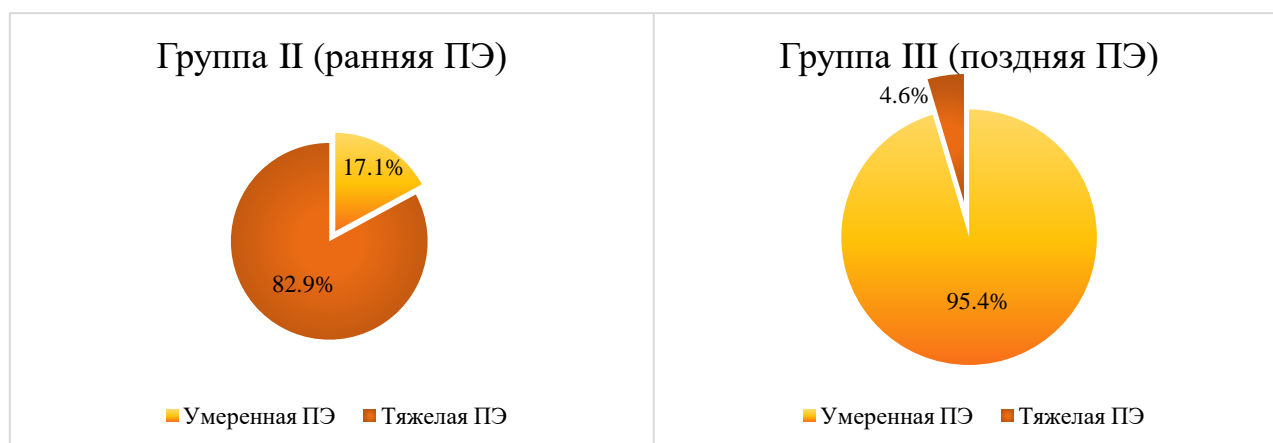 Группа II (ранняя ПЭ)
17.1%
82.9%
Умеренная ПЭ Тяжелая ПЭ
Группа III (поздняя ПЭ)
4.6%
95.4%
Умеренная ПЭ Тяжелая ПЭ